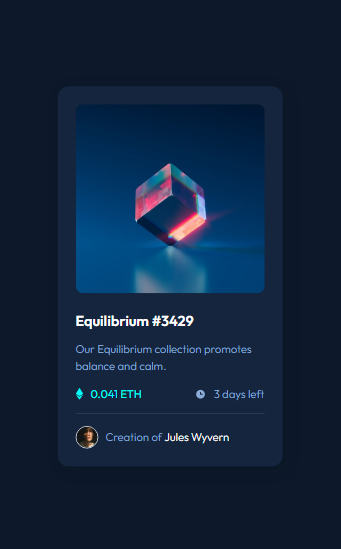 Equilibrium #3429
Our Equilibrium collection promotes
balance and calm.
0.041 ETH
3 days left
Creation of Jules Wyvern